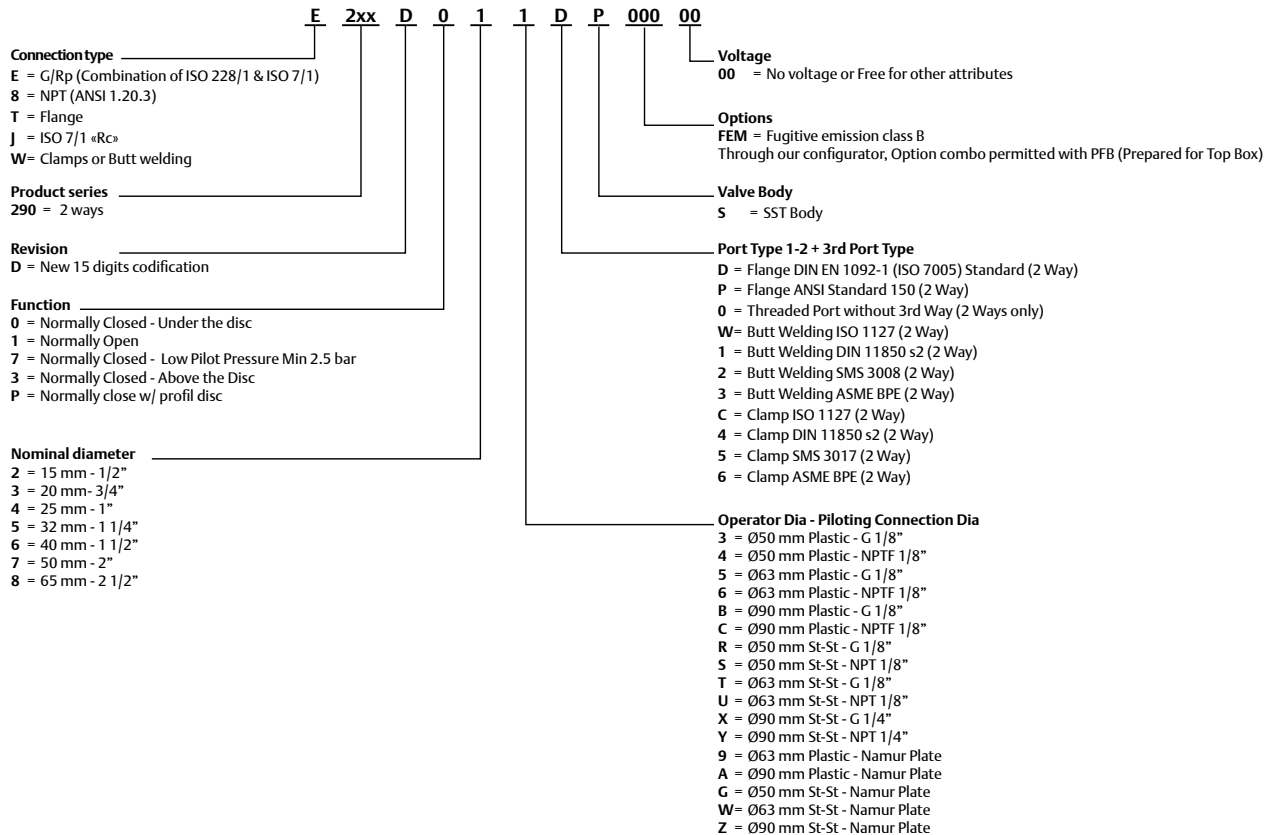 E 2xx D 0 1 1 D P 000 00
Connection type
E = G/Rp (Combination of ISO 228/1 & ISO 7/1)
8 = NPT (ANSI 1.20.3)
T = Flange
J = ISO 7/1 «Rc»
W= Clamps or Butt welding
Product series
290 = 2 ways
Revision
D = New 15 digits codification
Function
0 = Normally Closed - Under the disc
1 = Normally Open
7 = Normally Closed - Low Pilot Pressure Min 2.5 bar
3 = Normally Closed - Above the Disc
P = Normally close w/ profil disc
Nominal diameter
2 = 15 mm - 1/2”
3 = 20 mm- 3/4”
4 = 25 mm - 1”
5 = 32 mm - 1 1/4”
6 = 40 mm - 1 1/2”
7 = 50 mm - 2”
8 = 65 mm - 2 1/2”
Voltage
00 = No voltage or Free for other attributes
Options
FEM = Fugitive emission class B
Through our configurator, Option combo permitted with PFB (Prepared for Top Box)
Valve Body
S = SST Body
Port Type 1-2 + 3rd Port Type
D = Flange DIN EN 1092-1 (ISO 7005) Standard (2 Way)
P = Flange ANSI Standard 150 (2 Way)
0 = Threaded Port without 3rd Way (2 Ways only)
W= Butt Welding ISO 1127 (2 Way)
1 = Butt Welding DIN 11850 s2 (2 Way)
2 = Butt Welding SMS 3008 (2 Way)
3 = Butt Welding ASME BPE (2 Way)
C = Clamp ISO 1127 (2 Way)
4 = Clamp DIN 11850 s2 (2 Way)
5 = Clamp SMS 3017 (2 Way)
6 = Clamp ASME BPE (2 Way)
Operator Dia - Piloting Connection Dia
3 = Ø50 mm Plastic - G 1/8”
4 = Ø50 mm Plastic - NPTF 1/8”
5 = Ø63 mm Plastic - G 1/8”
6 = Ø63 mm Plastic - NPTF 1/8”
B = Ø90 mm Plastic - G 1/8”
C = Ø90 mm Plastic - NPTF 1/8”
R = Ø50 mm St-St - G 1/8”
S = Ø50 mm St-St - NPT 1/8”
T = Ø63 mm St-St - G 1/8”
U = Ø63 mm St-St - NPT 1/8”
X = Ø90 mm St-St - G 1/4”
Y = Ø90 mm St-St - NPT 1/4”
9 = Ø63 mm Plastic - Namur Plate
A = Ø90 mm Plastic - Namur Plate
G = Ø50 mm St-St - Namur Plate
W= Ø63 mm St-St - Namur Plate
Z = Ø90 mm St-St - Namur Plate